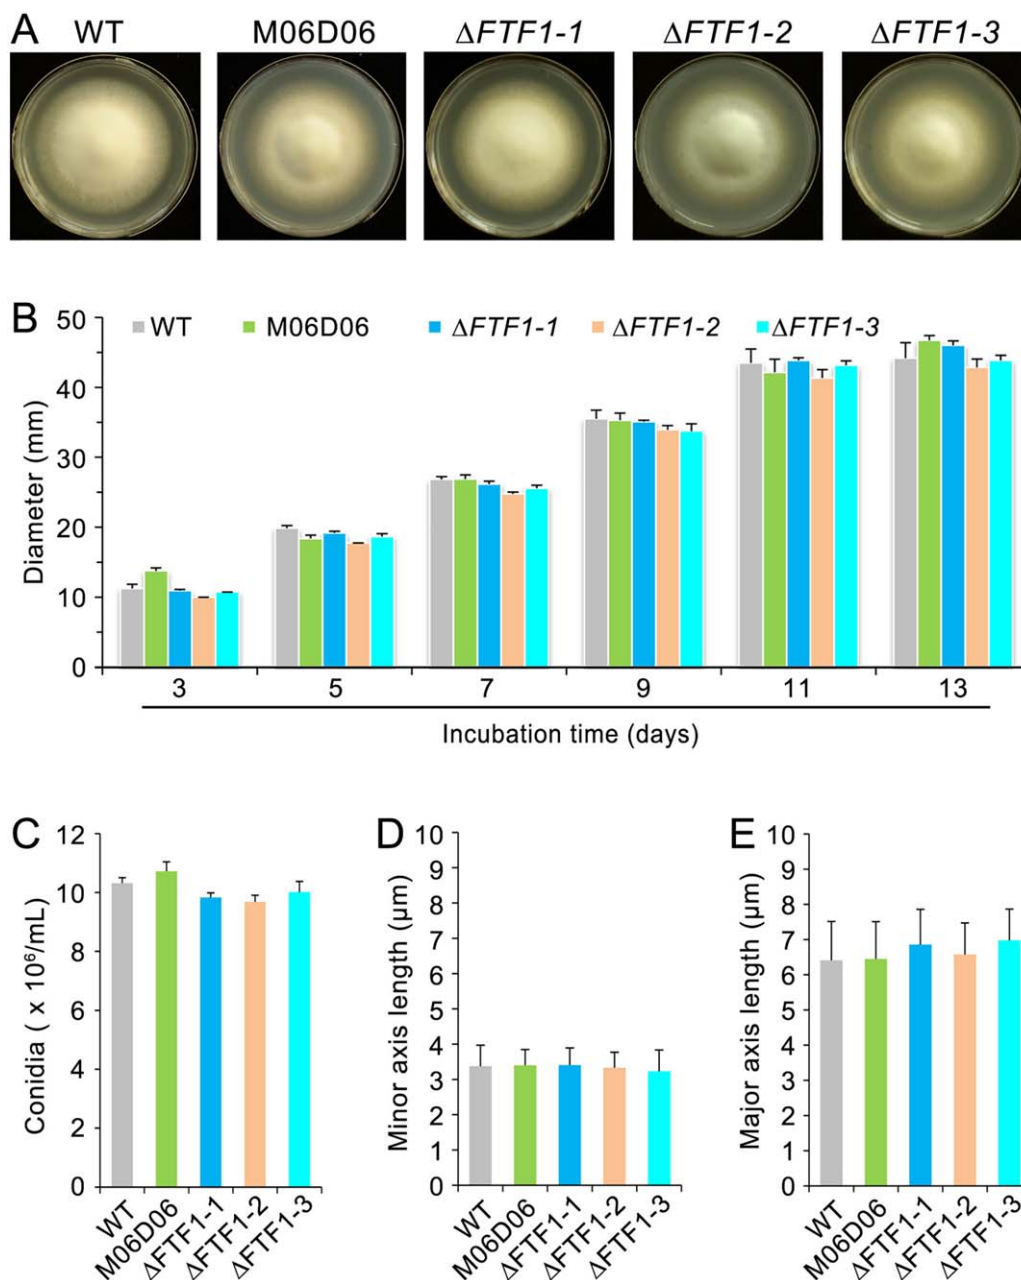 A WT M06D06 ΔFTF1-1 ΔFTF1-2 ΔFTF1-3
B WT M06D06 ΔFTF1-1 ΔFTF1-2 ΔFTF1-3
50
40
30
20
10
0
Diameter (mm)
3 5 7 9 11 13
Incubation time (days)
C
12
10
8
6
4
2
0
Conidia ( x 10⁶/mL)
WT M06D06 ΔFTF1-1 ΔFTF1-2 ΔFTF1-3
D
10
9
8
7
6
5
4
3
2
1
0
Minor axis length (μm)
WT M06D06 ΔFTF1-1 ΔFTF1-2 ΔFTF1-3
E
10
9
8
7
6
5
4
3
2
1
0
Major axis length (μm)
WT M06D06 ΔFTF1-1 ΔFTF1-2 ΔFTF1-3